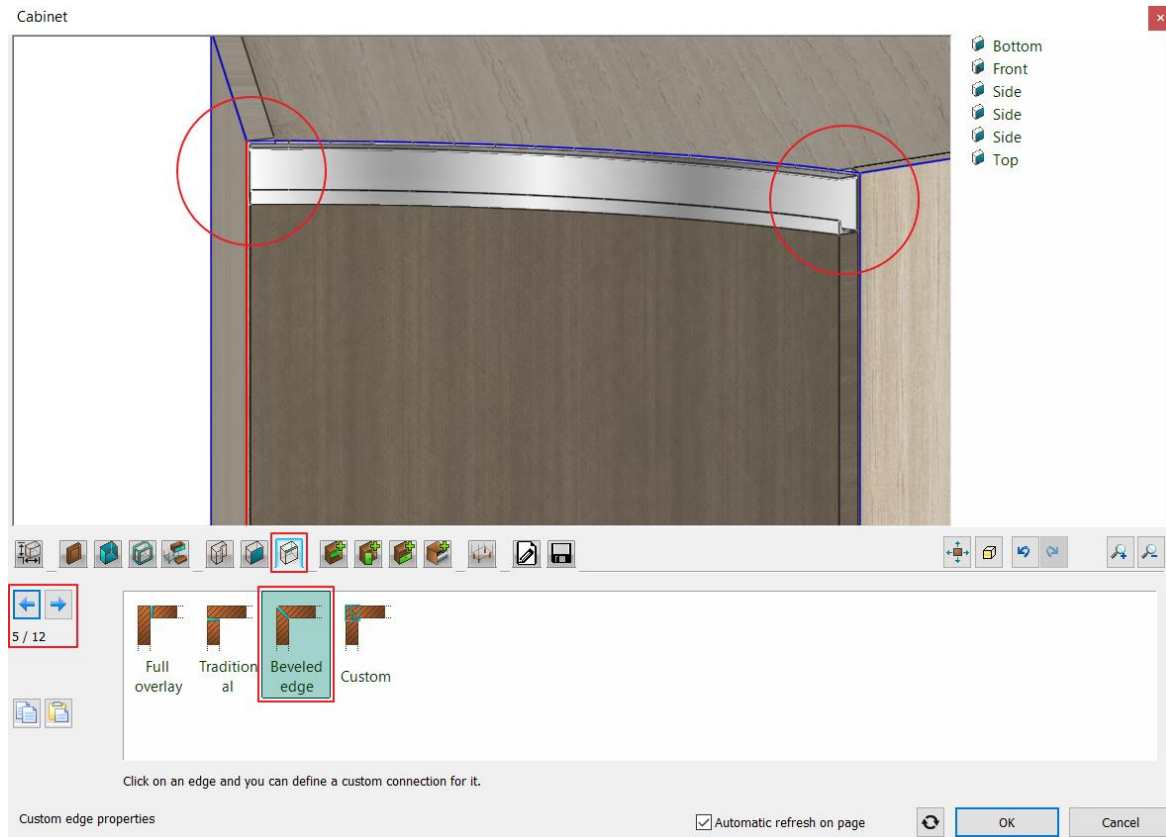 Cabinet
Bottom
Front
Side
Side
Side
Top
5 / 12
Full
overlay
Tradition
al
Beveled
edge
Custom
Click on an edge and you can define a custom connection for it.
Custom edge properties
Automatic refresh on page
OK
Cancel